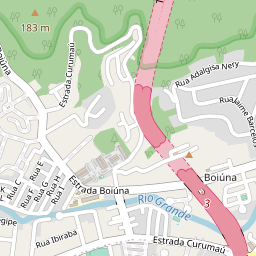 183 m
Estrada Curumaú
Boiúna
Rua Adalgisa Nery
Rua Jaime Barcelos
Rua C
Rua F
Rua G
Rua E
Rua H
Rua I
Estrada Boiúna
Boiúna
Rio Grande
3
Rua Ibiraba
Estrada Curumaú